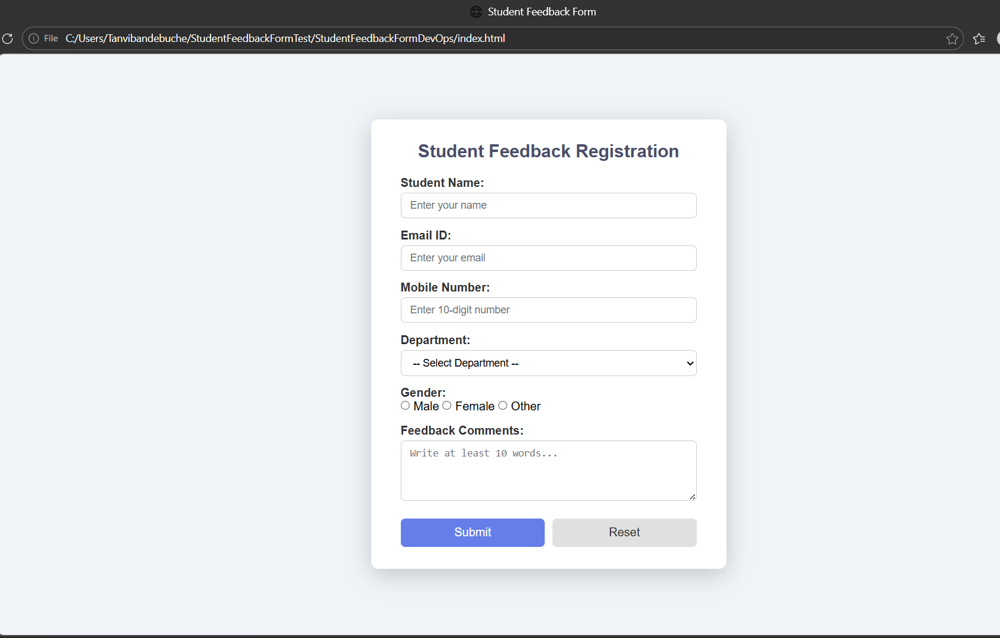 Student Feedback Form
File C:/Users/Tanvibandebuche/StudentFeedbackFormTest/StudentFeedbackFormDevOps/index.html
Student Feedback Registration
Student Name:
Enter your name
Email ID:
Enter your email
Mobile Number:
Enter 10-digit number
Department:
-- Select Department --
Gender:
Male Female Other
Feedback Comments:
Write at least 10 words...
Submit Reset